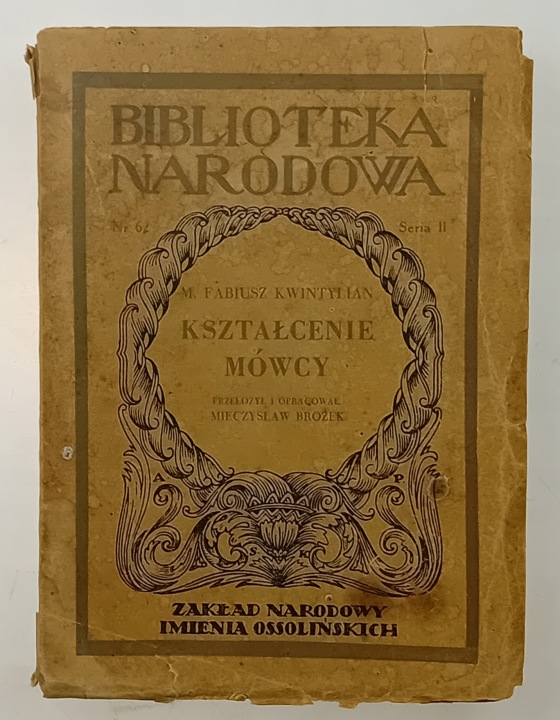 BIBLIOTEKA
NARODOWA
Nr 62 Seria II
M. FABIUSZ KWINTYLIAN
KSZTAŁCENIE
MÓWCY
PRZEŁOŻYŁ I OPRACOWAŁ
MIECZYSŁAW BROŻEK
A P
S K
ZAKŁAD NARODOWY
IMIENIA OSSOLIŃSKICH